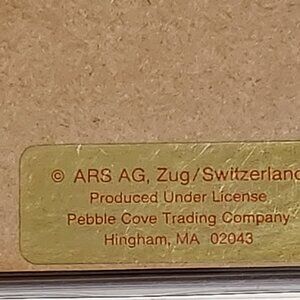 © ARS AG, Zug/Switzerland
Produced Under License
Pebble Cove Trading Company
Hingham, MA 02043